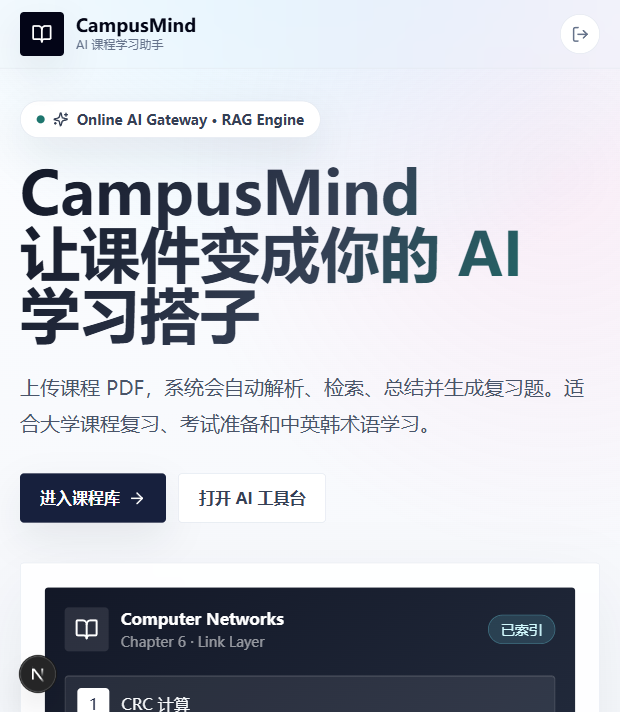 CampusMind
AI 课程学习助手
Online AI Gateway • RAG Engine
CampusMind
让课件变成你的 AI
学习搭子
上传课程 PDF，系统会自动解析、检索、总结并生成复习题。适
合大学课程复习、考试准备和中英韩术语学习。
进入课程库 →
打开 AI 工具台
Computer Networks
已索引
Chapter 6 · Link Layer
N
1 CRC 计算